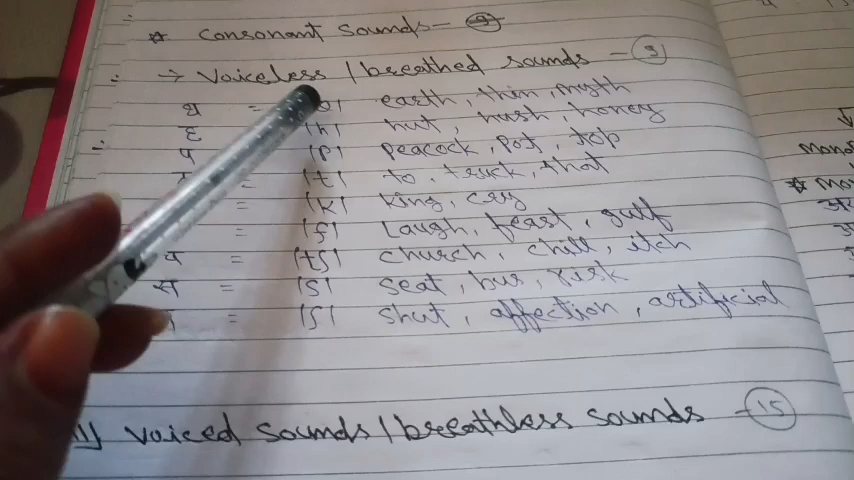 * Consonant Sounds - 9
→ Voiceless / breathed sounds - 9
थ = /θ/ earth, thin, myth
ह /h/ hut, hush, honey
प /p/ peacock, pot, top
= /t/ to, truck, that
= /k/ king, cry
= /f/ laugh, feast, gulf
च = /tʃ/ church, chill, itch
स = /s/ seat, bus, risk
= /ʃ/ shut, affection, artificial
ii) Voiced sounds / breathless sounds - 15